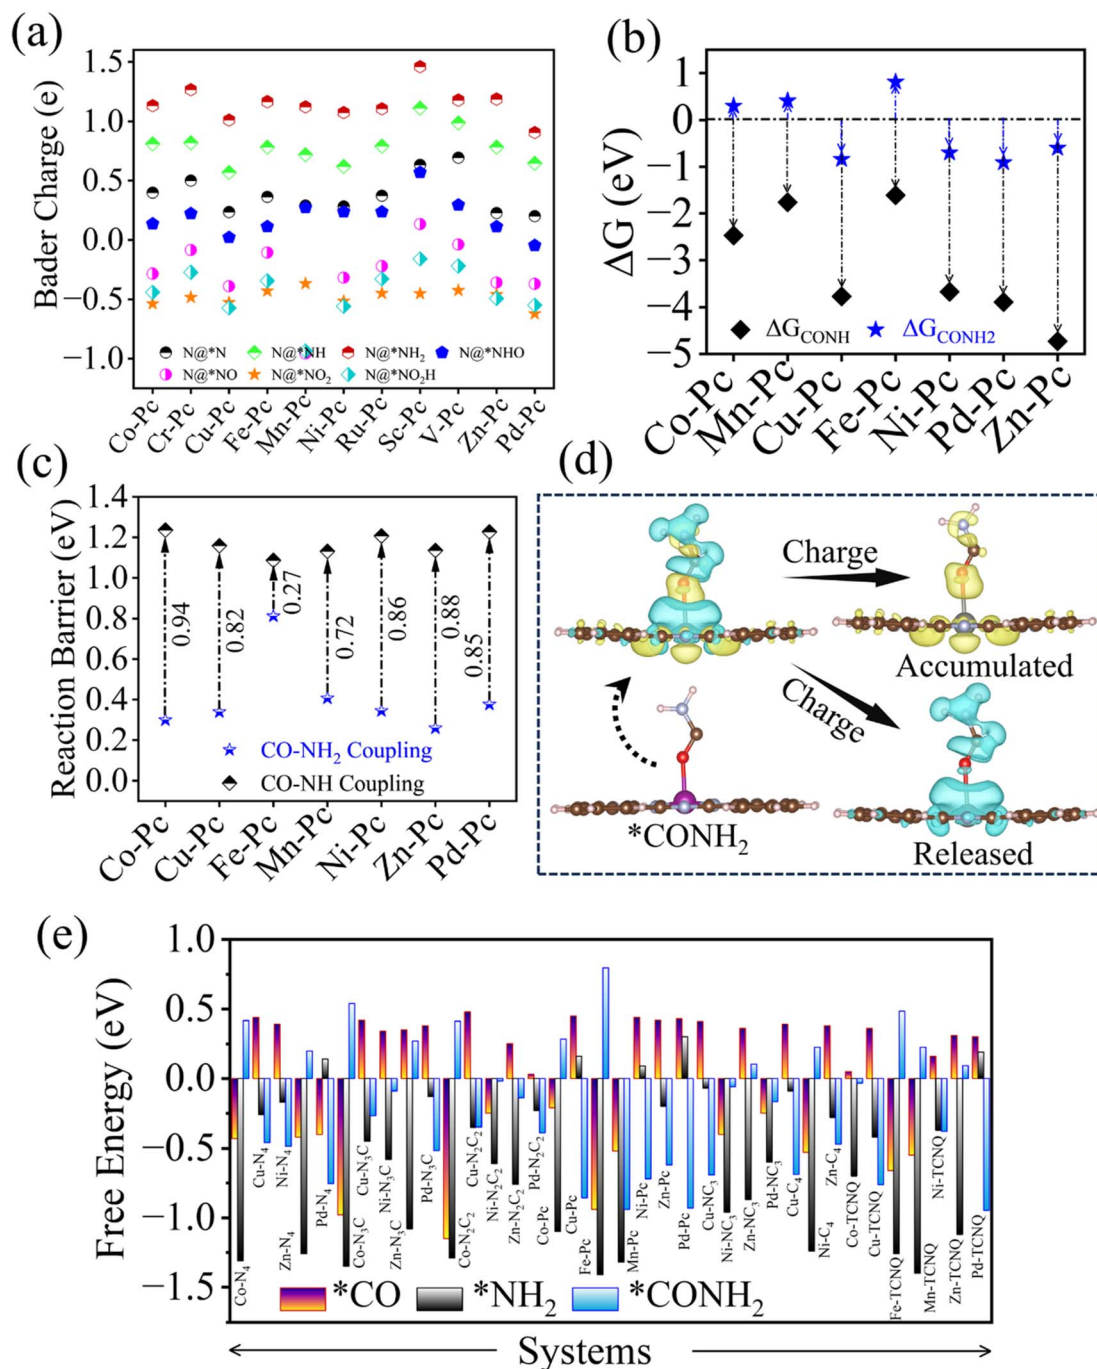 (a)
Bader Charge (e)
1.5
1.0
0.5
0.0
−0.5
−1.0
N@*N N@*NH N@*NH₂ N@*NHO
N@*NO N@*NO₂ N@*NO₂H
Co-Pc Cr-Pc Cu-Pc Fe-Pc Mn-Pc Ni-Pc Ru-Pc Sc-Pc V-Pc Zn-Pc Pd-Pc
(b)
ΔG (eV)
1
0
−1
−2
−3
−4
−5
ΔG_CONH ΔG_CONH2
Co-Pc Mn-Pc Cu-Pc Fe-Pc Ni-Pc Pd-Pc Zn-Pc
(c)
Reaction Barrier (eV)
1.4
1.2
1.0
0.8
0.6
0.4
0.2
0.0
0.94 0.82 0.27 0.72 0.86 0.88 0.85
CO-NH₂ Coupling
CO-NH Coupling
Co-Pc Cu-Pc Fe-Pc Mn-Pc Ni-Pc Zn-Pc Pd-Pc
(d)
Charge
Accumulated
Charge
*CONH₂
Released
(e)
Free Energy (eV)
1.0
0.5
0.0
−0.5
−1.0
−1.5
Co-N₄ Cu-N₄ Ni-N₄ Zn-N₄ Pd-N₄ Co-N₃C Cu-N₃C Ni-N₃C Zn-N₃C Pd-N₃C Co-N₂C₂ Cu-N₂C₂ Ni-N₂C₂ Zn-N₂C₂ Pd-N₂C₂ Co-Pc Cu-Pc Fe-Pc Mn-Pc Ni-Pc Zn-Pc Pd-Pc Cu-NC₃ Ni-NC₃ Zn-NC₃ Pd-NC₃ Cu-C₄ Ni-C₄ Zn-C₄ Co-TCNQ Cu-TCNQ Fe-TCNQ Mn-TCNQ Ni-TCNQ Zn-TCNQ Pd-TCNQ
*CO *NH₂ *CONH₂
Systems